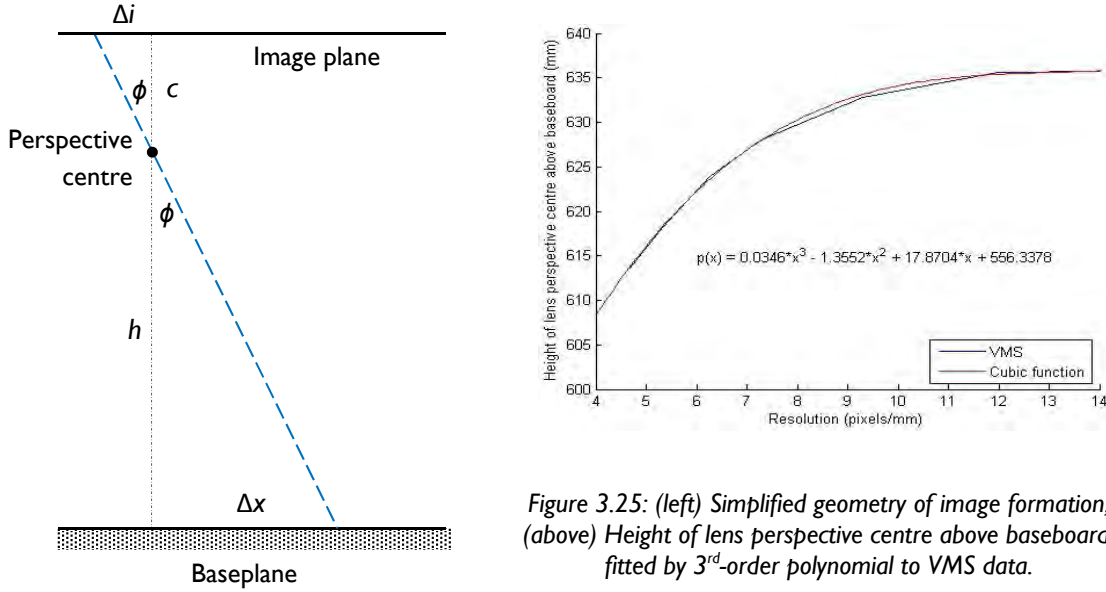 Δi
Image plane
ϕ
c
Perspective
centre
ϕ
h
Δx
Baseplane
Height of lens perspective centre above baseboard (mm)
640
635
630
625
620
615
610
605
600
p(x) = 0.0346*x³ - 1.3552*x² + 17.8704*x + 556.3378
VMS
Cubic function
4 5 6 7 8 9 10 11 12 13 14
Resolution (pixels/mm)
Figure 3.25: (left) Simplified geometry of image formation,
(above) Height of lens perspective centre above baseboard
fitted by 3rd-order polynomial to VMS data.